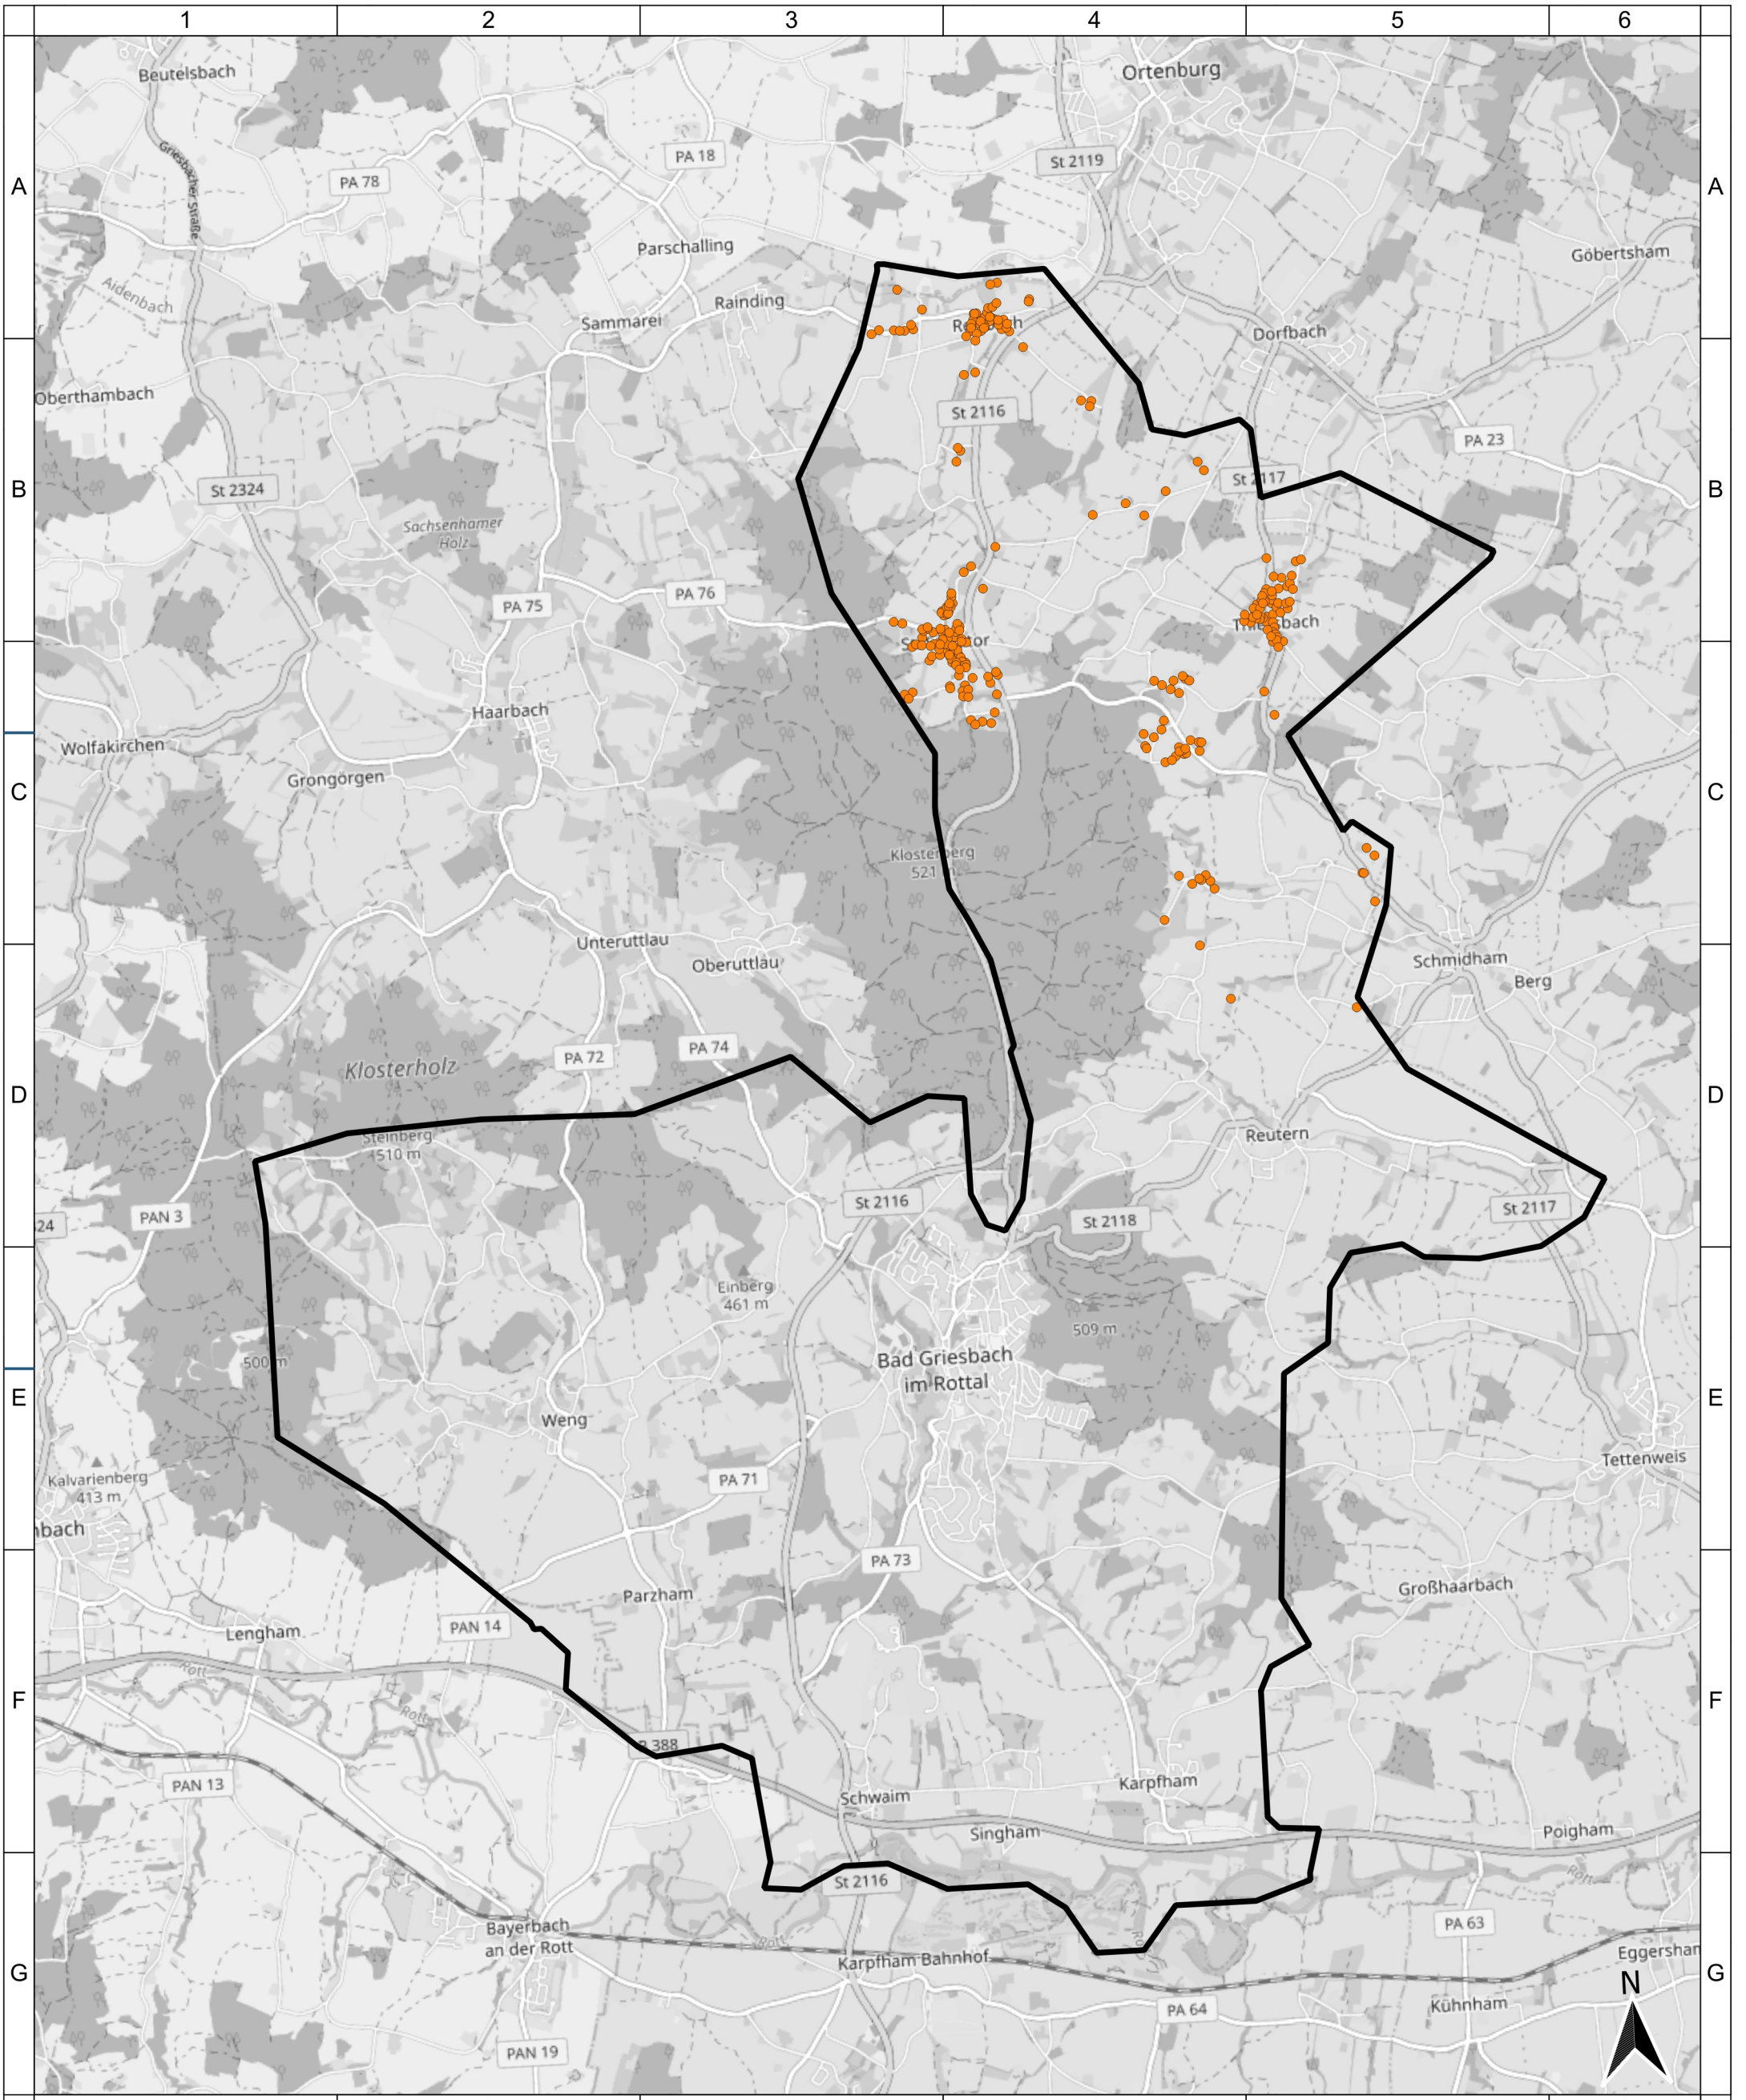 1 2 3 4 5 6
Beutelsbach
Ortenburg
Griesbacher Straße
PA 18
St 2119
PA 78
A A
Parschalling
Göbertsham
Aidenbach
Rainding
Sammarei
Dorfbach
Oberthambach
St 2116
PA 23
St 2117
St 2324
B B
Sachsenhamer
Holz
PA 76
PA 75
Haarbach
Wolfakirchen
Grongörgen
C C
Klosterberg
521
Unteruttlau
Oberuttlau
Schmidham
Berg
PA 74
PA 72
Klosterholz
D D
Steinberg
510 m
Reutern
St 2116
St 2117
PAN 3
St 2118
24
Einberg
461 m
509 m
500 m
Bad Griesbach
im Rottal
E E
Weng
Tettenweis
Kalvarienberg
413 m
PA 71
nbach
PA 73
Großhaarbach
Parzham
PAN 14
Lengham
Rott
F F
Rott
388
PAN 13
Karpfham
Schwaim
Singham
Poigham
Rott
St 2116
PA 63
Bayerbach
an der Rott
Rott
Karpfham Bahnhof
Eggersham
G G
N
Kühnham
PA 64
PAN 19